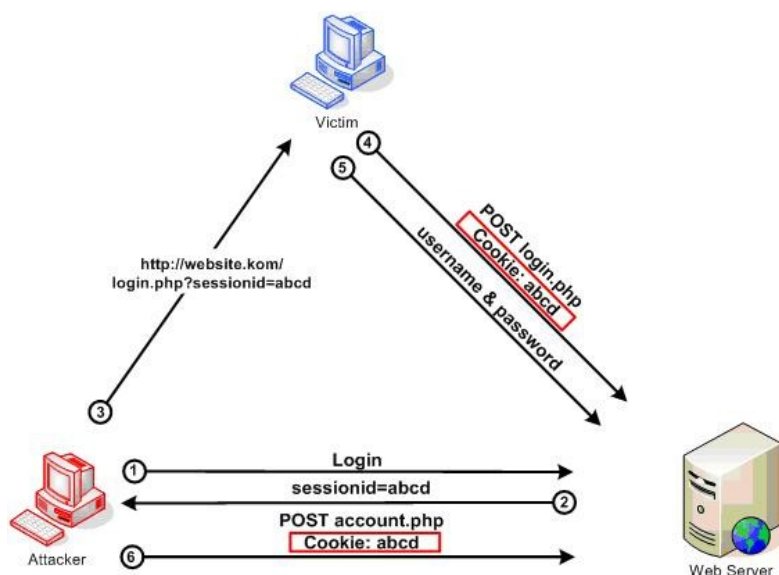 Victim
4
5
http://website.kom/
login.php?sessionid=abcd
POST login.php
Cookie: abcd
username & password
3
1
Login
sessionid=abcd
2
POST account.php
Cookie: abcd
6
Attacker
Web Server